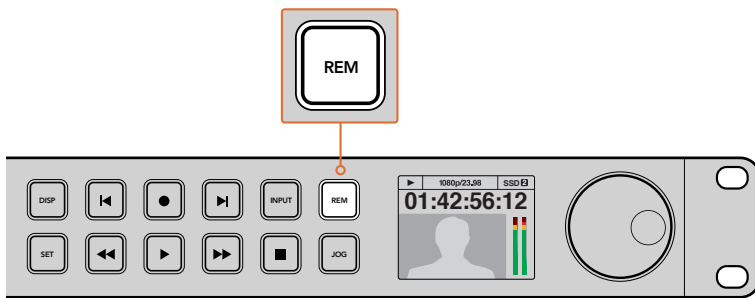 REM
DISP
INPUT
REM
1080p/23.98
SSD 2
01:42:56:12
SET
JOG